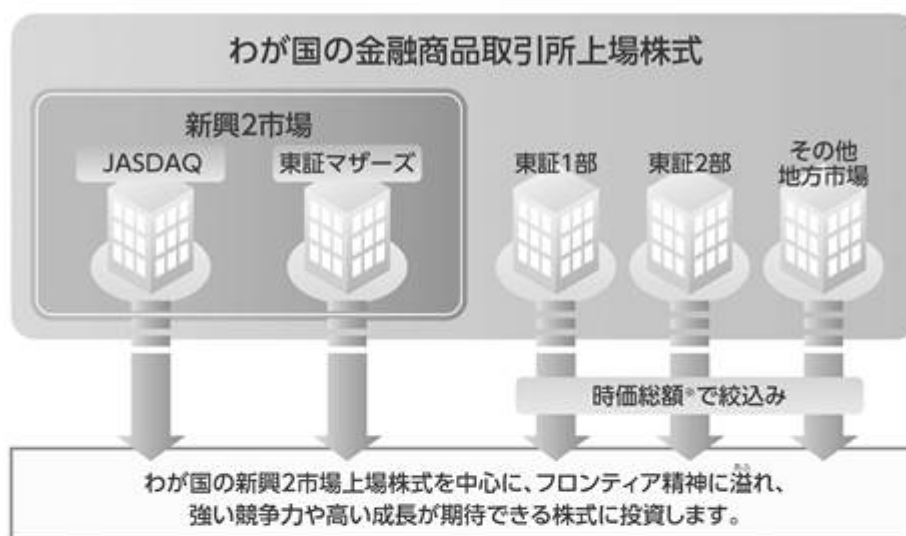 わが国の金融商品取引所上場株式
新興2市場
JASDAQ
東証マザーズ
東証1部
東証2部
その他
地方市場
時価総額※で絞込み
わが国の新興2市場上場株式を中心に、フロンティア精神に溢れ、
あふ
強い競争力や高い成長が期待できる株式に投資します。